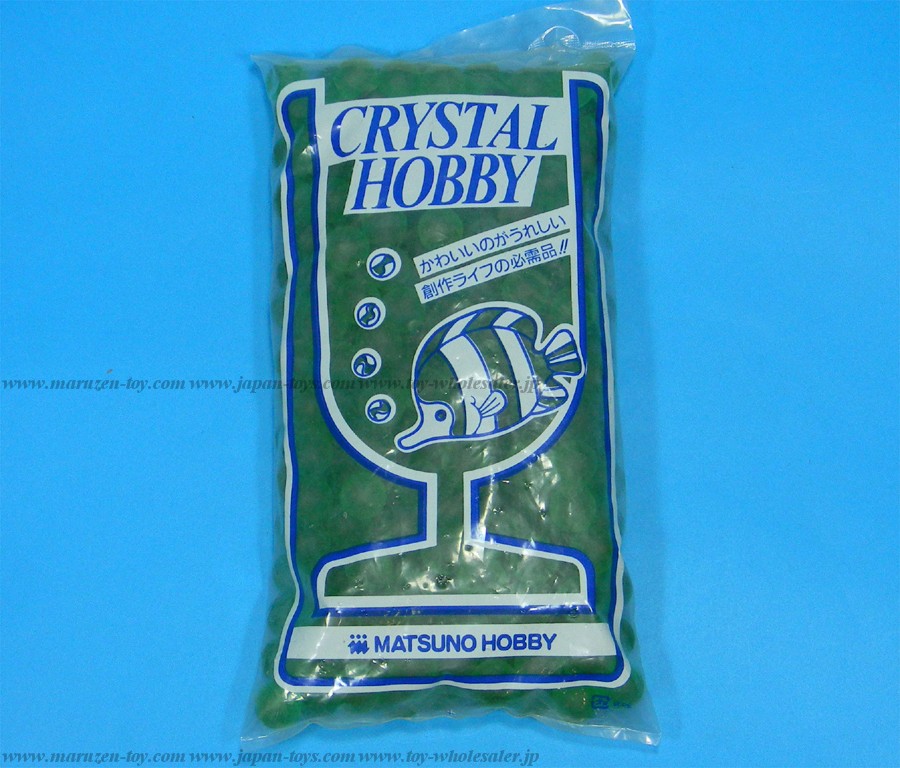 CRYSTAL
HOBBY
かわいいのがうれしい
創作ライフの必需品!!
www.maruzen-toy.com www.japan-toys.com www.toy-wholesaler.jp
MATSUNO HOBBY
www.maruzen-toy.com www.japan-toys.com www.toy-wholesaler.jp